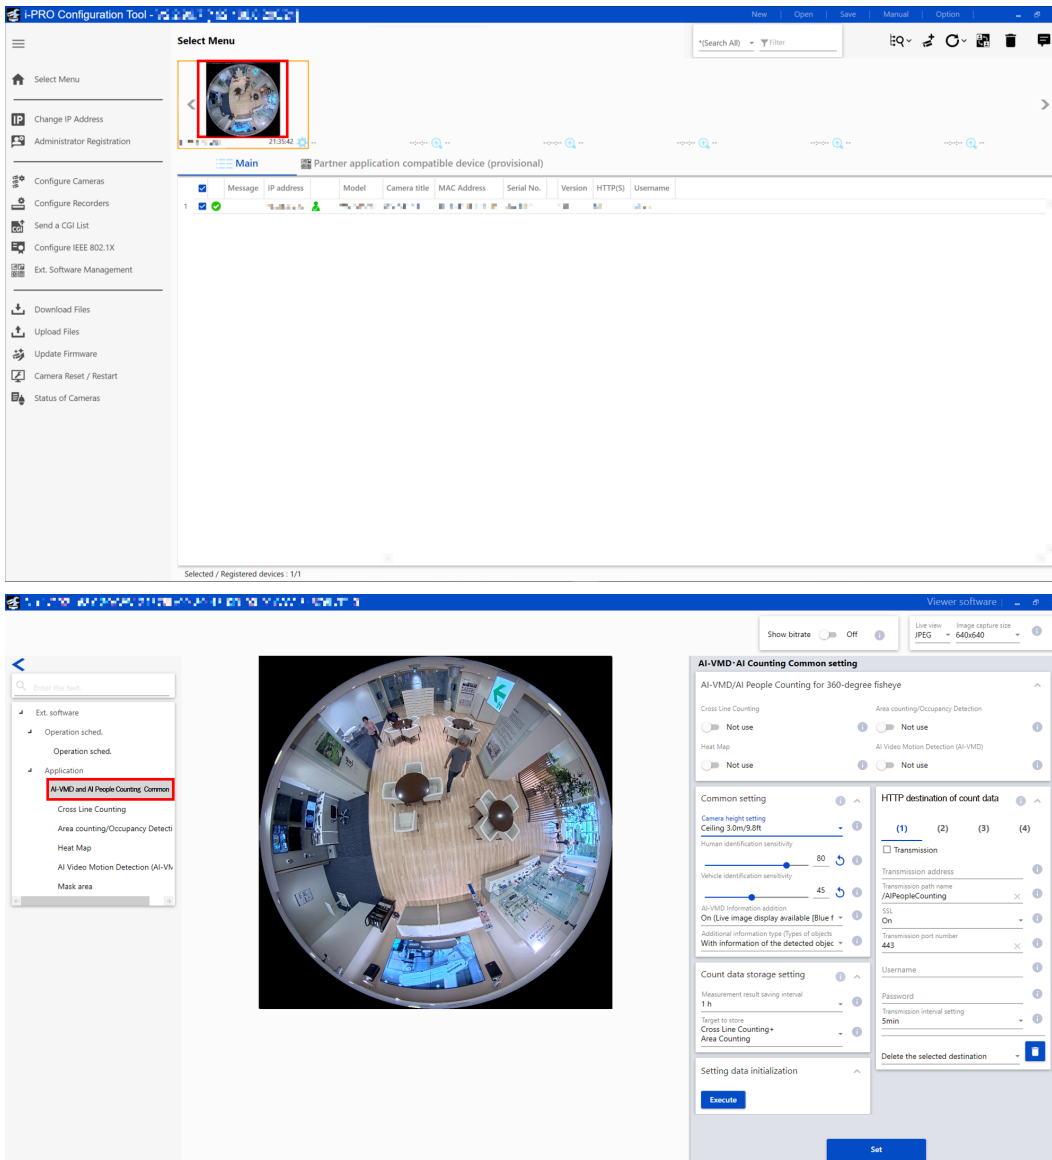 i-PRO Configuration Tool -
New | Open | Save | Manual | Option |
Select Menu
*(Search All)
Filter
Select Menu
Change IP Address
Administrator Registration
Configure Cameras
Configure Recorders
Send a CGI List
Configure IEEE 802.1X
Ext. Software Management
Download Files
Upload Files
Update Firmware
Camera Reset / Restart
Status of Cameras
21:35:42
Main
Partner application compatible device (provisional)
Message IP address Model Camera title MAC Address Serial No. Version HTTP(S) Username
1
Selected / Registered devices : 1/1
Viewer software
Show bitrate Off
Live view Image capture size
JPEG 640x640
Enter the text.
Ext. software
Operation sched.
Operation sched.
Application
AI-VMD and AI People Counting Common
Cross Line Counting
Area counting/Occupancy Detecti
Heat Map
AI Video Motion Detection (AI-VM
Mask area
AI-VMD·AI Counting Common setting
AI-VMD/AI People Counting for 360-degree fisheye
Cross Line Counting
Not use
Area counting/Occupancy Detection
Not use
Heat Map
Not use
AI Video Motion Detection (AI-VMD)
Not use
Common setting
Camera height setting
Ceiling 3.0m/9.8ft
Human identification sensitivity
80
Vehicle identification sensitivity
45
AI-VMD Information addition
On (Live image display available [Blue f
Additional information type (Types of objects
With information of the detected objec
Count data storage setting
Measurement result saving interval
1 h
Target to store
Cross Line Counting+
Area Counting
Setting data initialization
Execute
HTTP destination of count data
(1) (2) (3) (4)
Transmission
Transmission address
Transmission path name
/AIPeopleCounting
SSL
On
Transmission port number
443
Username
Password
Transmission interval setting
5min
Delete the selected destination
Set